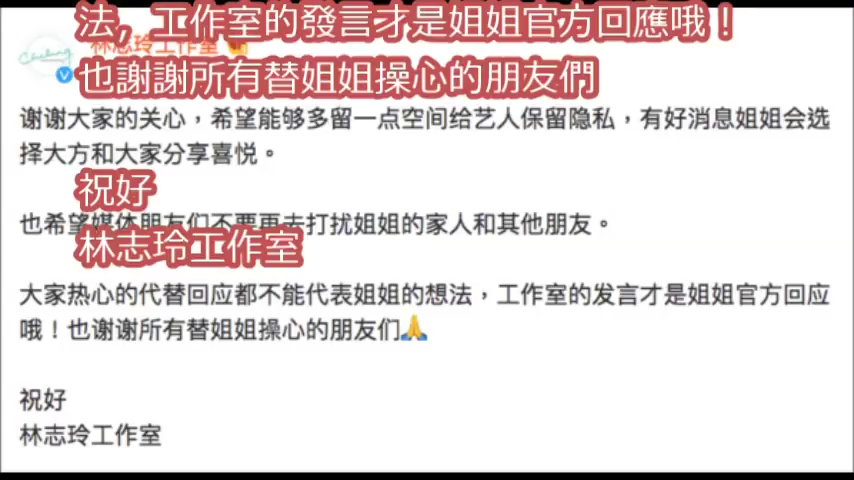 法，工作室的發言才是姐姐官方回應哦！
林志玲工作室
也謝謝所有替姐姐操心的朋友們
谢谢大家的关心，希望能够多留一点空间给艺人保留隐私，有好消息姐姐会选
择大方和大家分享喜悦。
祝好
也希望媒体朋友们不要再去打扰姐姐的家人和其他朋友。
林志玲工作室
大家热心的代替回应都不能代表姐姐的想法，工作室的发言才是姐姐官方回应
哦！也谢谢所有替姐姐操心的朋友们🙏
祝好
林志玲工作室